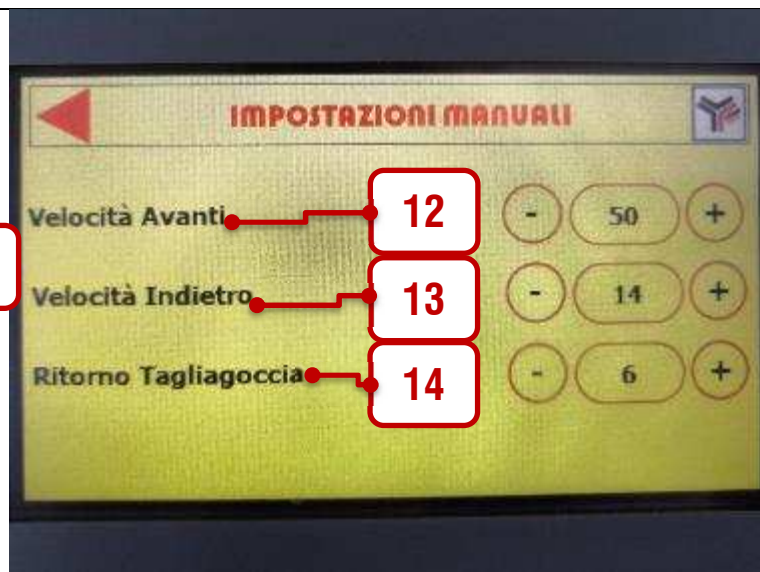 IMPOSTAZIONI MANUALI
Velocità Avanti 12 - 50 +
Velocità Indietro 13 - 14 +
Ritorno Tagliagoccia 14 - 6 +